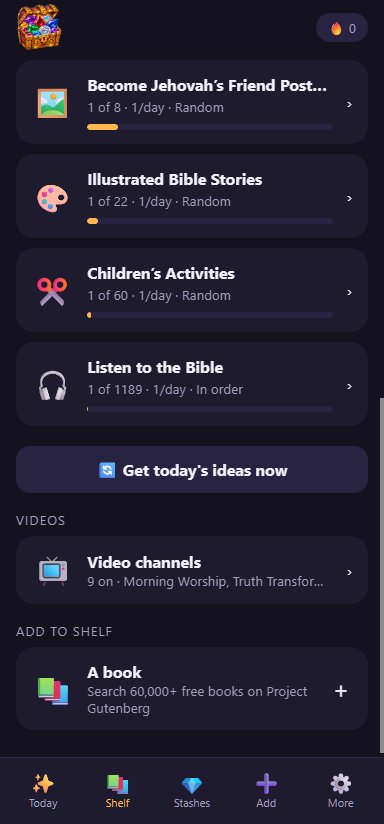 0
Become Jehovah's Friend Post...
1 of 8 · 1/day · Random
Illustrated Bible Stories
1 of 22 · 1/day · Random
Children's Activities
1 of 60 · 1/day · Random
Listen to the Bible
1 of 1189 · 1/day · In order
Get today's ideas now
VIDEOS
Video channels
9 on · Morning Worship, Truth Transfor...
ADD TO SHELF
A book
Search 60,000+ free books on Project
Gutenberg
Today Shelf Stashes Add More